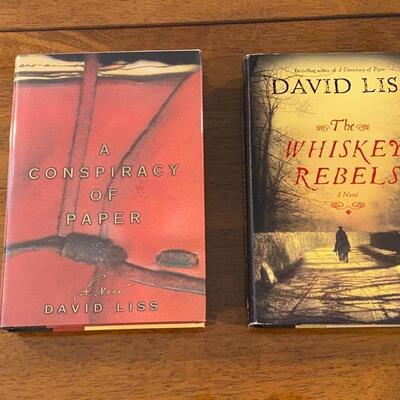 A
CONSPIRACY
OF
PAPER
A Novel
DAVID LISS
Bestselling author of A Conspiracy of Paper
DAVID LISS
The
WHISKEY
REBELS
A Novel